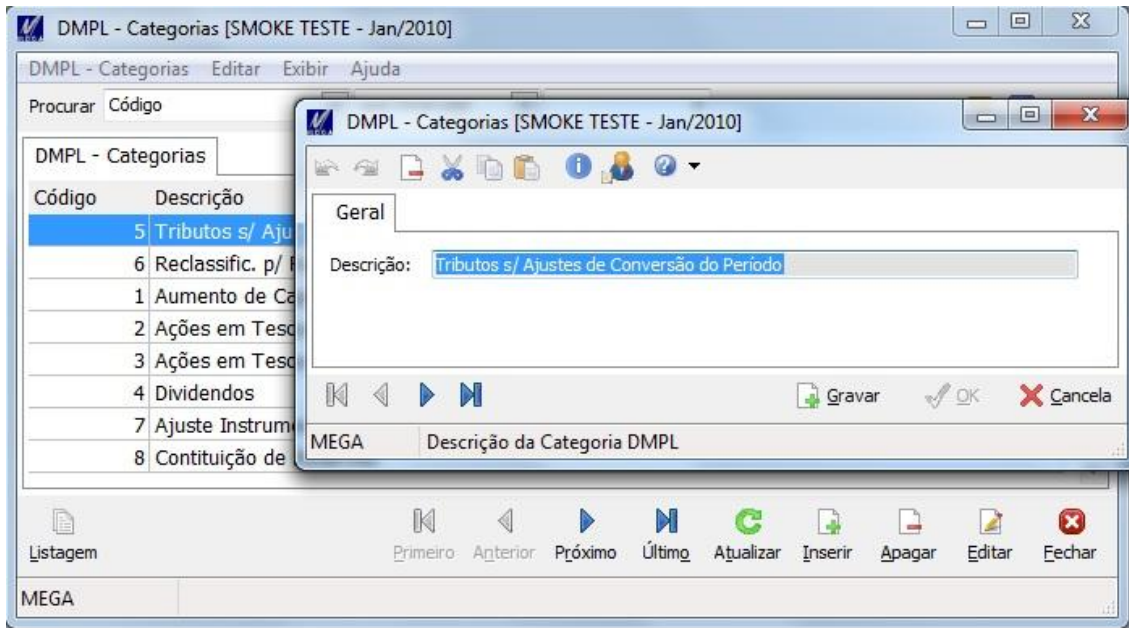 DMPL - Categorias [SMOKE TESTE - Jan/2010]
DMPL - Categorias Editar Exibir Ajuda
Procurar Código
DMPL - Categorias
Código Descrição
5 Tributos s/ Aju
6 Reclassific. p/
1 Aumento de Ca
2 Ações em Teso
3 Ações em Teso
4 Dividendos
7 Ajuste Instrume
8 Contituição de
DMPL - Categorias [SMOKE TESTE - Jan/2010]
Geral
Descrição: Tributos s/ Ajustes de Conversão do Período
Gravar OK Cancela
MEGA Descrição da Categoria DMPL
Listagem Primeiro Anterior Próximo Último Atualizar Inserir Apagar Editar Fechar
MEGA